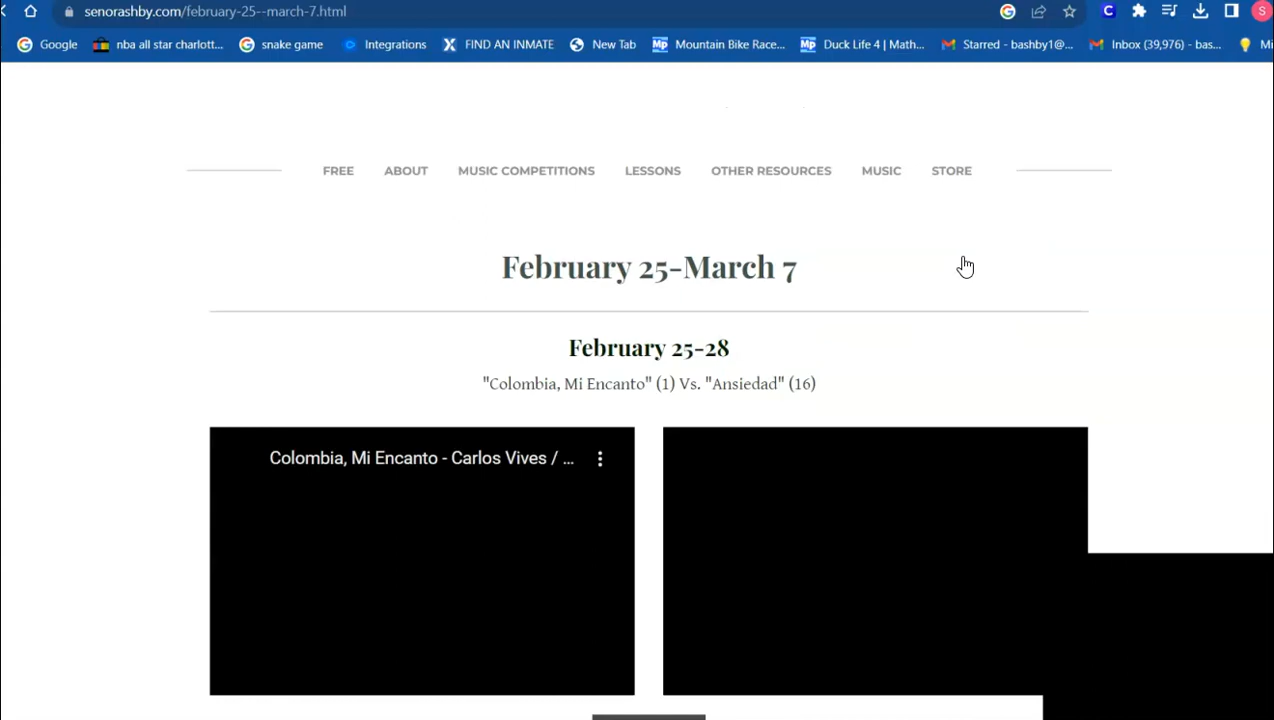 senorashby.com/february-25--march-7.html
C
S
Google
nba all star charlott...
snake game
Integrations
X FIND AN INMATE
New Tab
Mp Mountain Bike Race...
Mp Duck Life 4 | Math...
Starred - bashby1@...
Inbox (39,976) - bas...
Mi
FREE ABOUT MUSIC COMPETITIONS LESSONS OTHER RESOURCES MUSIC STORE
February 25-March 7
February 25-28
"Colombia, Mi Encanto" (1) Vs. "Ansiedad" (16)
Colombia, Mi Encanto - Carlos Vives / ...